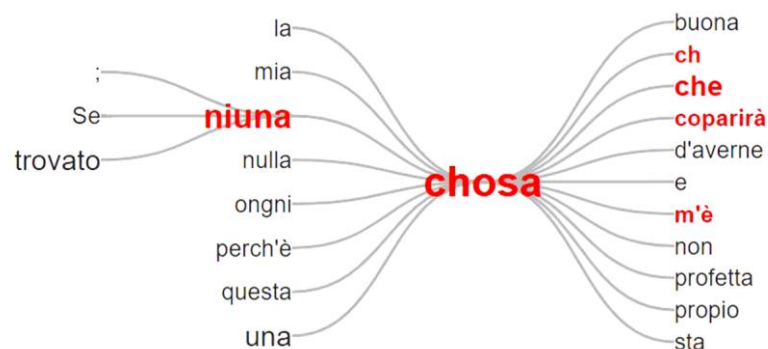 ;
Se
trovato
niuna
la
mia
nulla
ongni
perch'è
questa
una
chosa
buona
ch
che
coparirà
d'averne
e
m'è
non
profetta
propio
sta